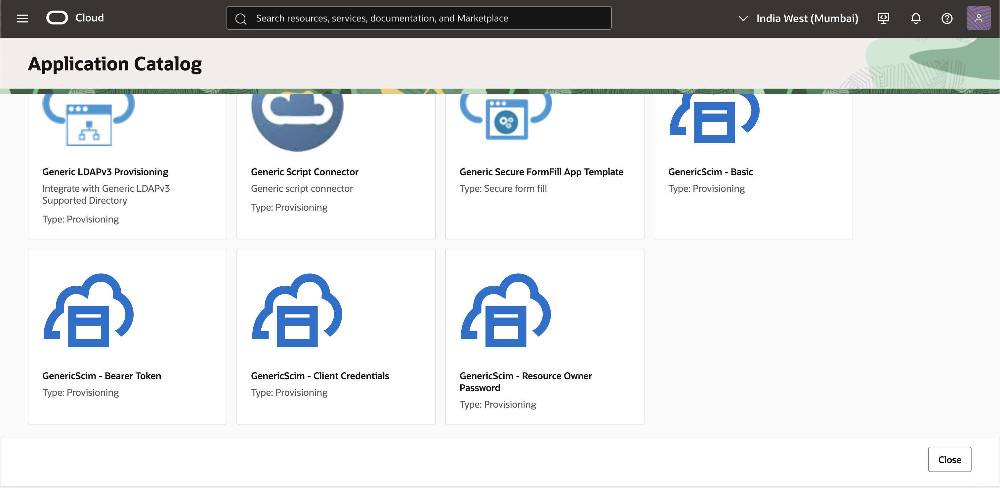 Cloud
Search resources, services, documentation, and Marketplace
India West (Mumbai)
Application Catalog
Generic LDAPv3 Provisioning
Integrate with Generic LDAPv3
Supported Directory
Type: Provisioning
Generic Script Connector
Generic script connector
Type: Provisioning
Generic Secure FormFill App Template
Type: Secure form fill
GenericScim - Basic
Type: Provisioning
GenericScim - Bearer Token
Type: Provisioning
GenericScim - Client Credentials
Type: Provisioning
GenericScim - Resource Owner
Password
Type: Provisioning
Close